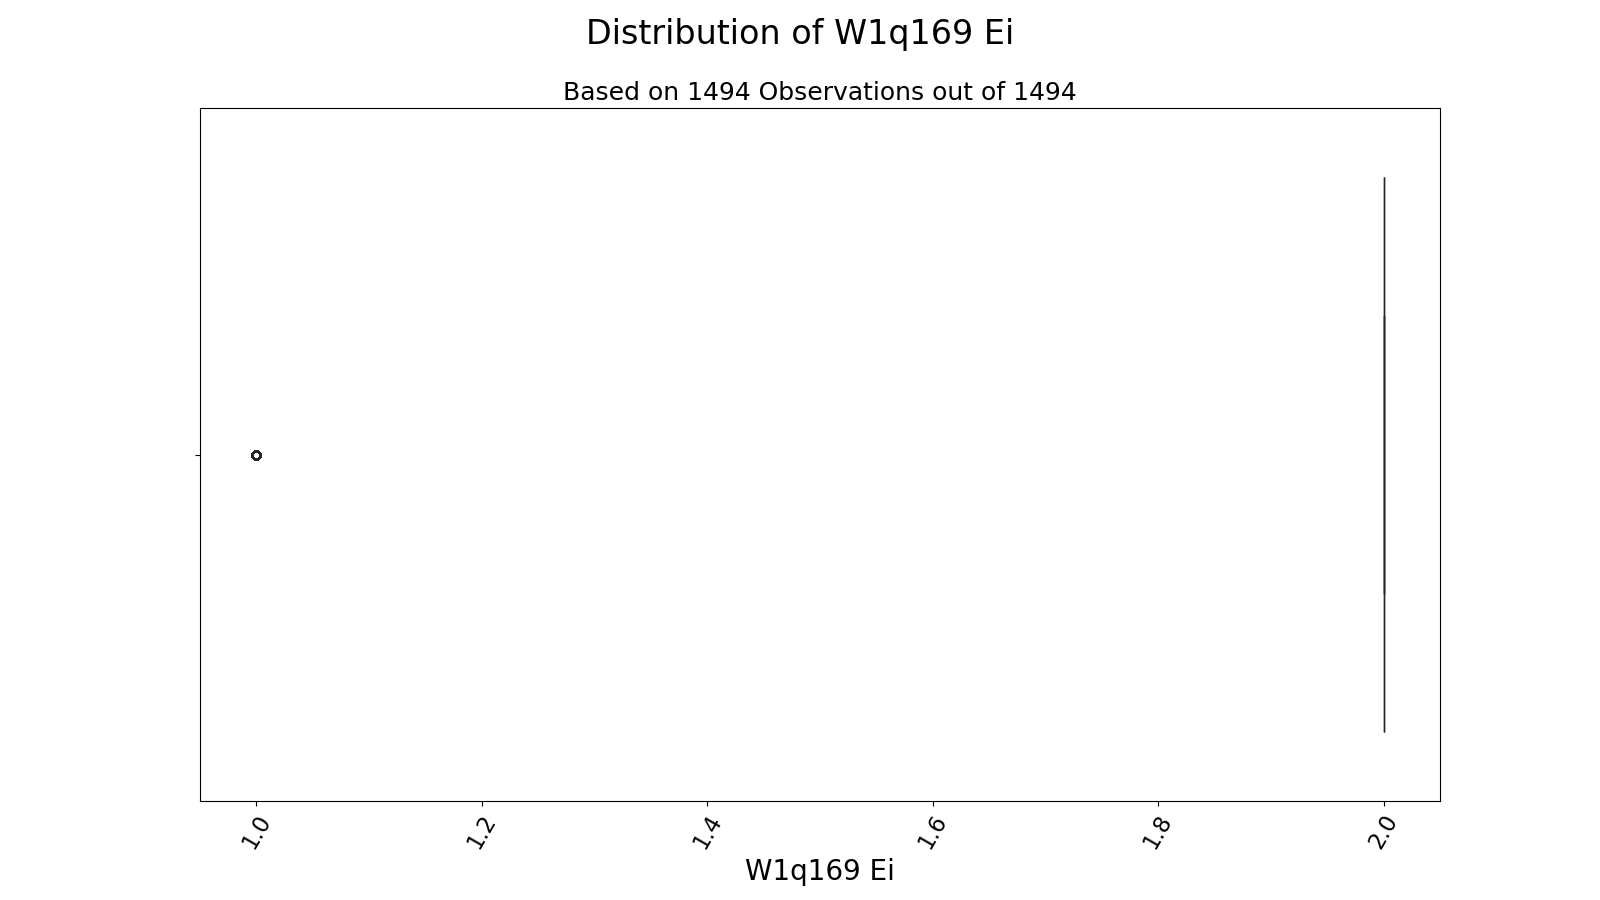 Distribution of W1q169 Ei
Based on 1494 Observations out of 1494
1.0
1.2
1.4
1.6
1.8
2.0
W1q169 Ei